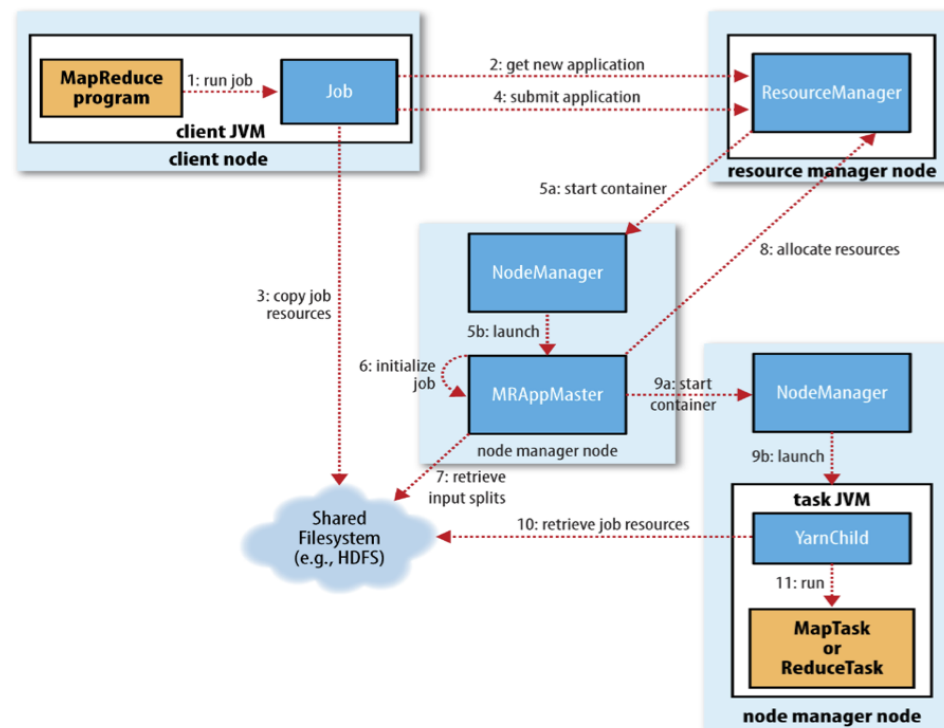 MapReduce
program
1: run job
Job
client JVM
client node
2: get new application
4: submit application
ResourceManager
resource manager node
5a: start container
8: allocate resources
3: copy job
resources
NodeManager
5b: launch
6: initialize
job
MRAppMaster
node manager node
9a: start
container
NodeManager
9b: launch
7: retrieve
input splits
Shared
Filesystem
(e.g., HDFS)
10: retrieve job resources
task JVM
YarnChild
11: run
MapTask
or
ReduceTask
node manager node